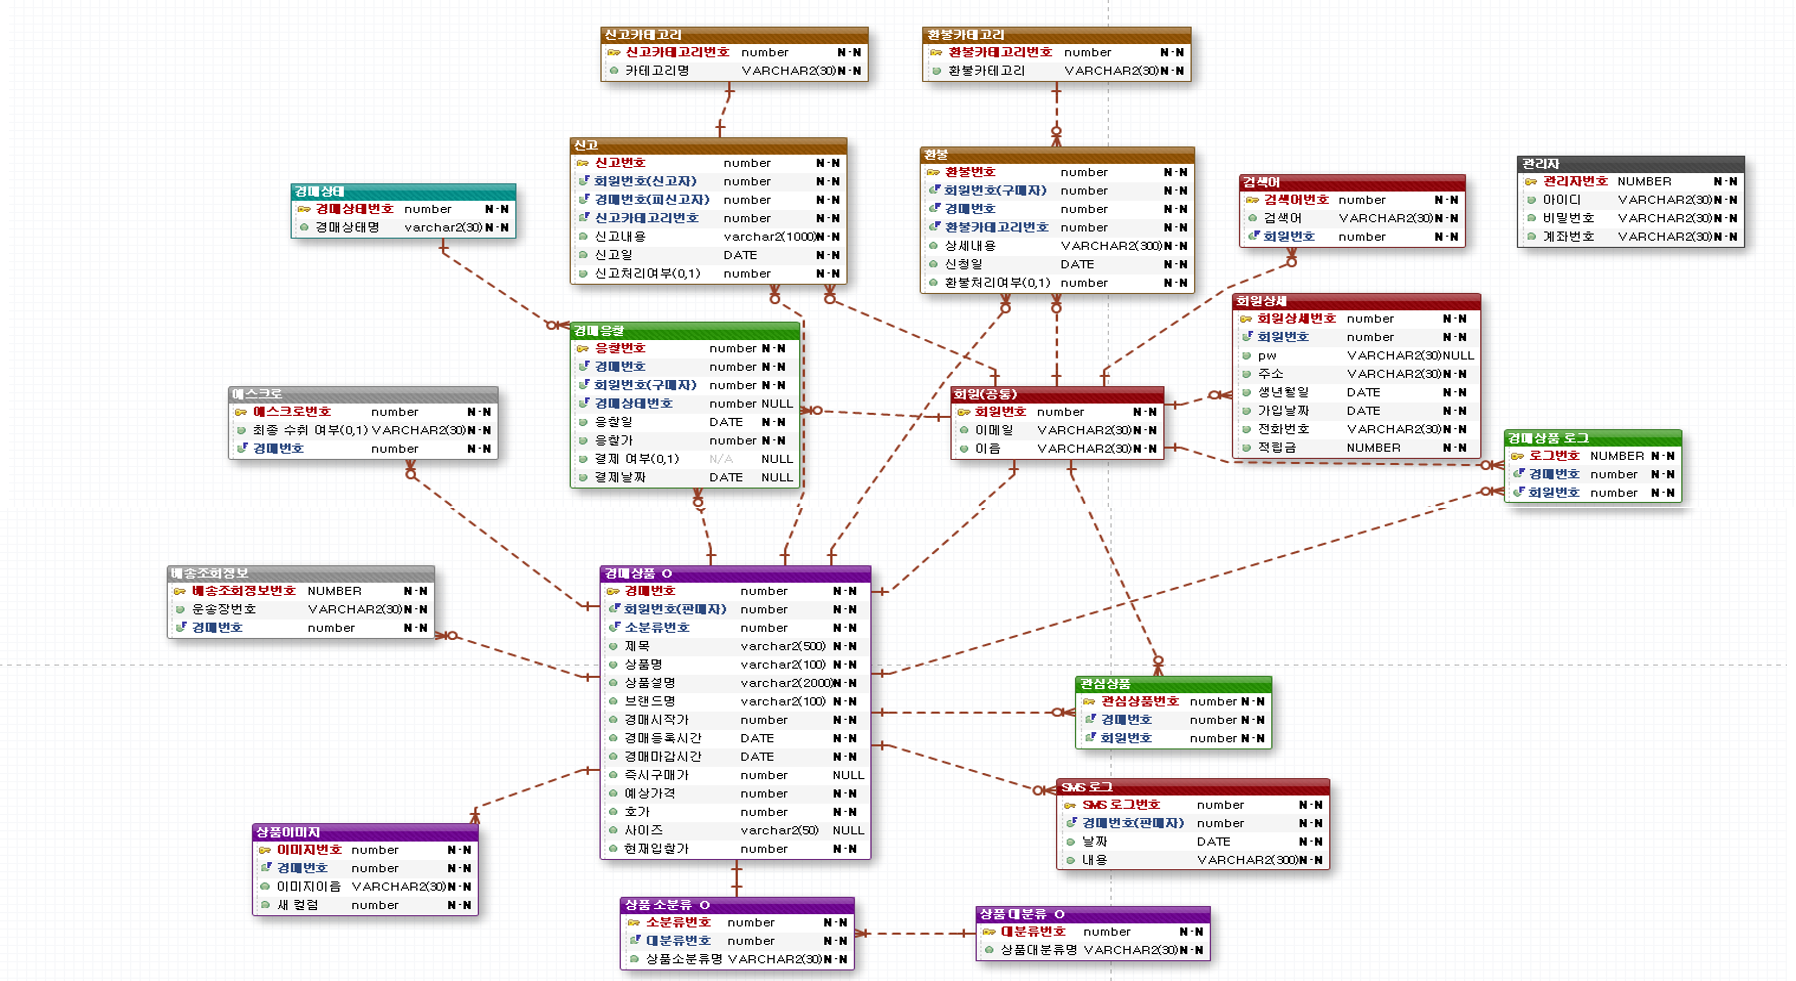 신고카테고리
신고카테고리번호 number N-N
카테고리명 VARCHAR2(30) N-N
환불카테고리
환불카테고리번호 number N-N
환불카테고리 VARCHAR2(30) N-N
신고
신고번호 number N-N
회원번호(신고자) number N-N
경매번호(피신고자) number N-N
신고카테고리번호 number N-N
신고내용 varchar2(1000) N-N
신고일 DATE N-N
신고처리여부(0,1) number N-N
환불
환불번호 number N-N
회원번호(구매자) number N-N
경매번호 number N-N
환불카테고리번호 number N-N
상세내용 VARCHAR2(300) N-N
신청일 DATE N-N
환불처리여부(0,1) number N-N
관리자
관리자번호 NUMBER N-N
아이디 VARCHAR2(30) N-N
비밀번호 VARCHAR2(30) N-N
계좌번호 VARCHAR2(30) N-N
검색어
검색어번호 number N-N
검색어 VARCHAR2(30) N-N
회원번호 number N-N
경매상태
경매상태번호 number N-N
경매상태명 varchar2(30) N-N
회원상세
회원상세번호 number N-N
회원번호 number N-N
pw VARCHAR2(30) NULL
주소 VARCHAR2(30) N-N
생년월일 DATE N-N
가입날짜 DATE N-N
전화번호 VARCHAR2(30) N-N
적립금 NUMBER N-N
경매응찰
응찰번호 number N-N
경매번호 number N-N
회원번호(구매자) number N-N
경매상태번호 number NULL
응찰일 DATE N-N
응찰가 number N-N
결제 여부(0,1) N/A NULL
결제날짜 DATE NULL
에스크로
에스크로번호 number N-N
최종 수취 여부(0,1) VARCHAR2(30) N-N
경매번호 number N-N
회원(공통)
회원번호 number N-N
이메일 VARCHAR2(30) N-N
이름 VARCHAR2(30) N-N
경매상품 로그
로그번호 NUMBER N-N
경매번호 number N-N
회원번호 number N-N
배송조회정보
배송조회정보번호 NUMBER N-N
운송장번호 VARCHAR2(30) N-N
경매번호 number N-N
경매상품 O
경매번호 number N-N
회원번호(판매자) number N-N
소분류번호 number N-N
제목 varchar2(500) N-N
상품명 varchar2(100) N-N
상품설명 varchar2(2000) N-N
브랜드명 varchar2(100) N-N
경매시작가 number N-N
경매등록시간 DATE N-N
경매마감시간 DATE N-N
즉시구매가 number NULL
예상가격 number N-N
호가 number N-N
사이즈 varchar2(50) NULL
현재입찰가 number N-N
관심상품
관심상품번호 number N-N
경매번호 number N-N
회원번호 number N-N
SMS 로그
SMS 로그번호 number N-N
경매번호(판매자) number N-N
날짜 DATE N-N
내용 VARCHAR2(300) N-N
상품이미지
이미지번호 number N-N
경매번호 number N-N
이미지이름 VARCHAR2(30) N-N
새 컬럼 number N-N
상품 소분류 O
소분류번호 number N-N
대분류번호 number N-N
상품소분류명 VARCHAR2(30) N-N
상품 대분류 O
대분류번호 number N-N
상품대분류명 VARCHAR2(30) N-N